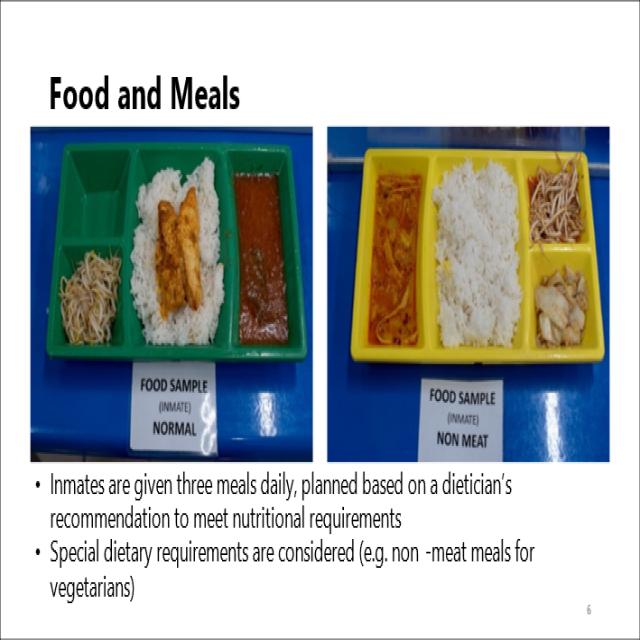 Food and Meals
FOOD SAMPLE
(INMATE)
NORMAL
FOOD SAMPLE
(INMATE)
NON MEAT
• Inmates are given three meals daily, planned based on a dietician's
recommendation to meet nutritional requirements
• Special dietary requirements are considered (e.g. non -meat meals for
vegetarians)
6